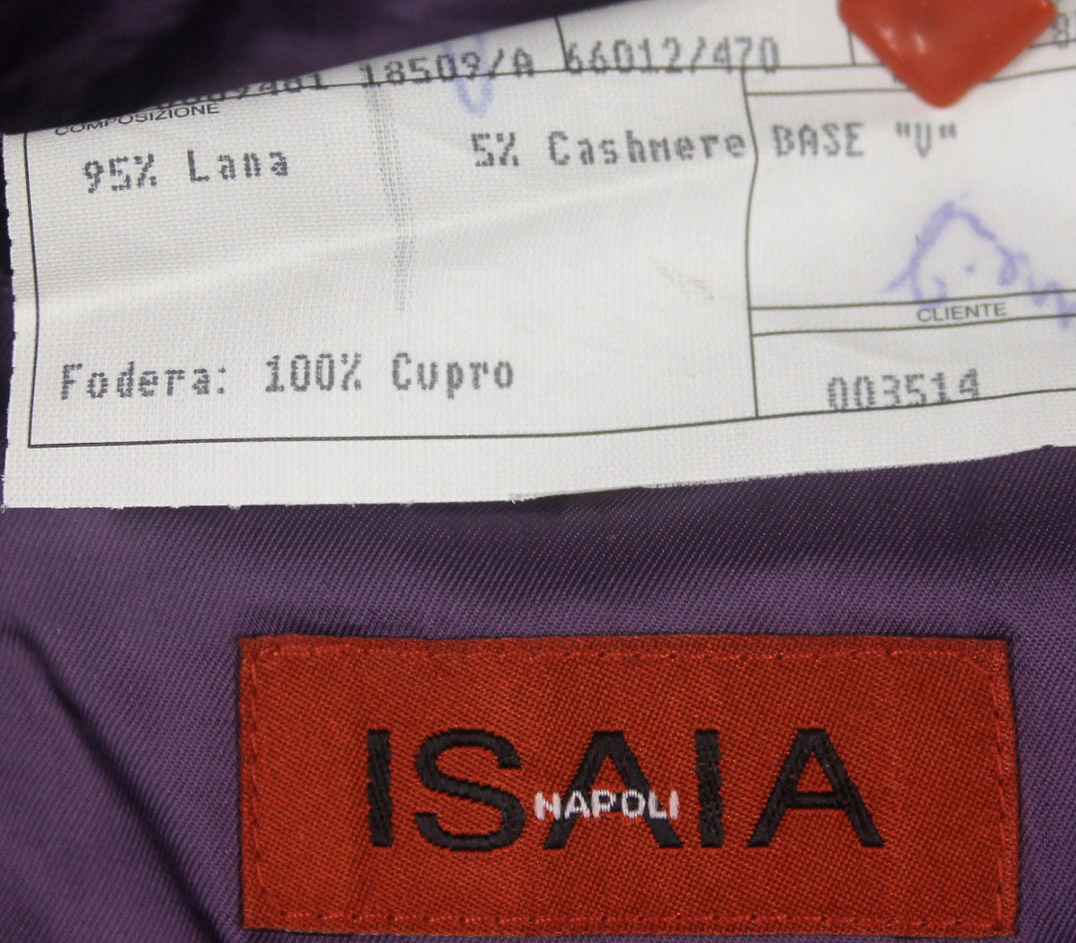 18509/A 66012/470
COMPOSIZIONE
95% Lana 5% Cashmere BASE "V"
CLIENTE
Fodera: 100% Cupro
003514
ISAIA
NAPOLI